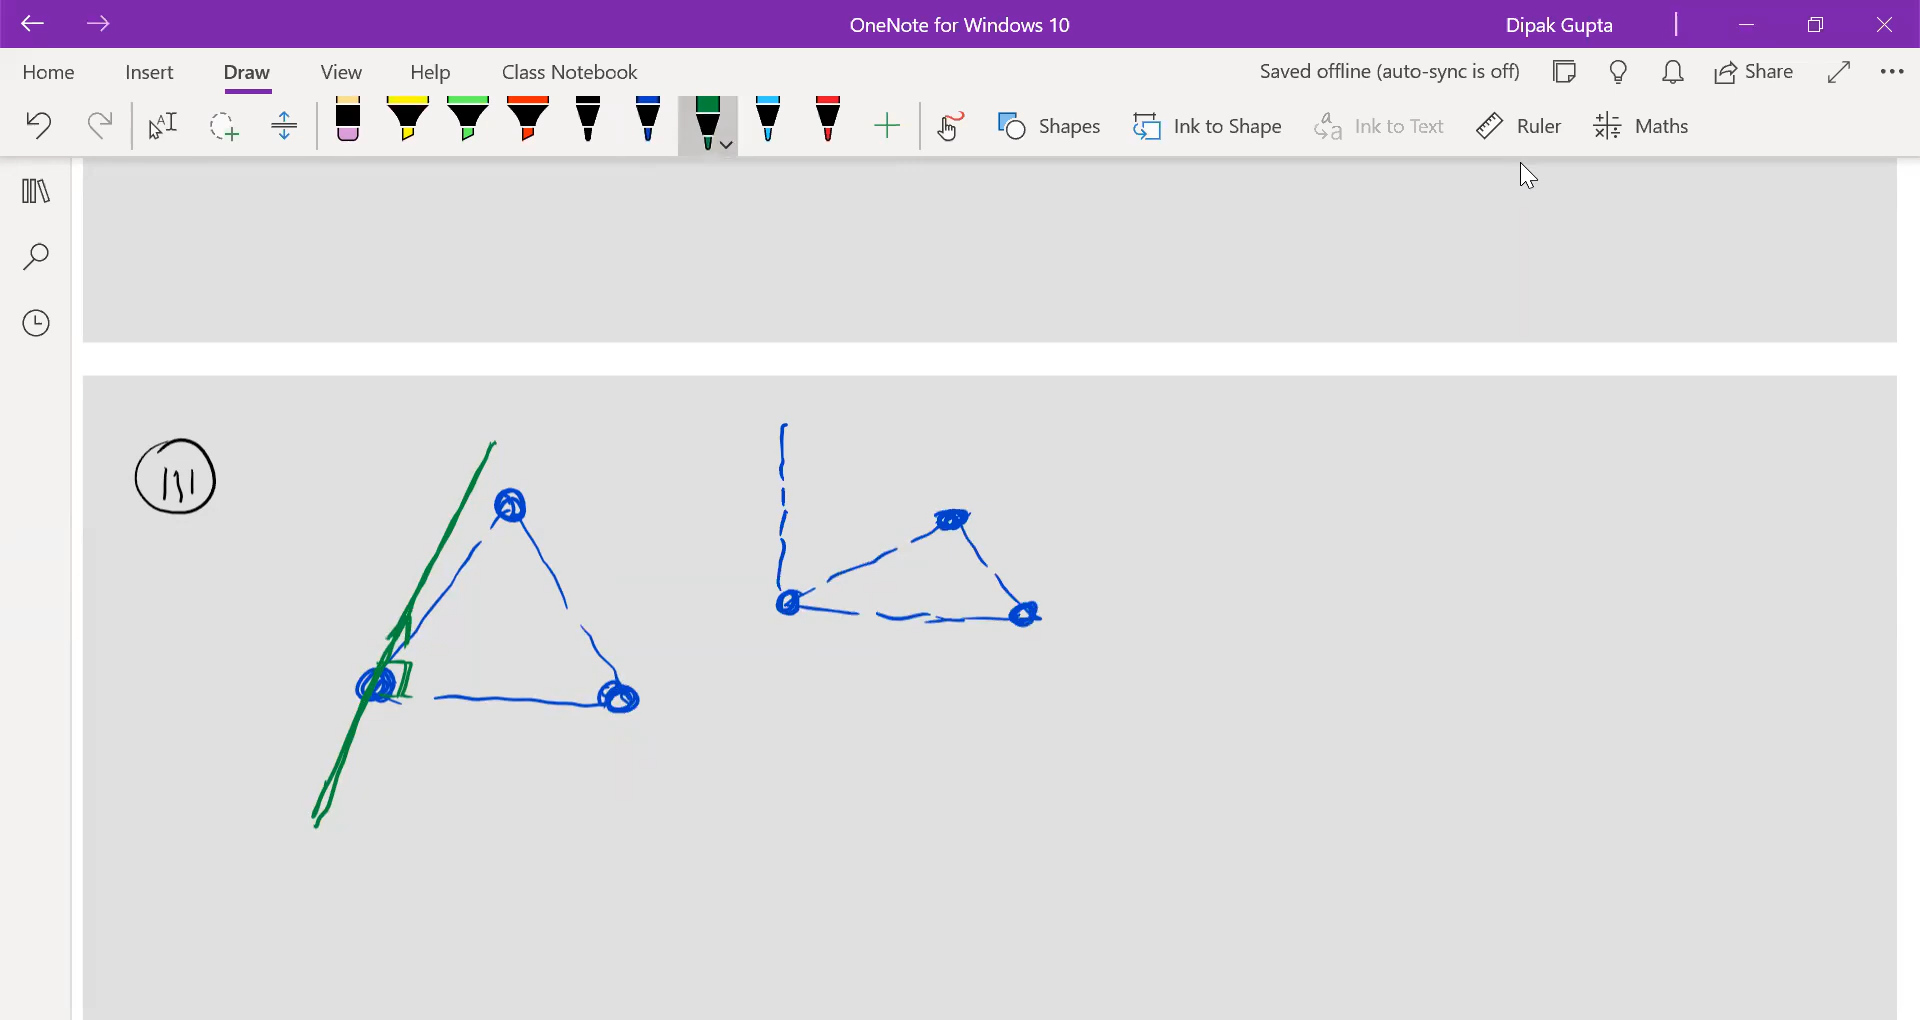 OneNote for Windows 10
Dipak Gupta
Home Insert Draw View Help Class Notebook
Saved offline (auto-sync is off)
Share
Shapes
Ink to Shape
Ink to Text
Ruler
Maths